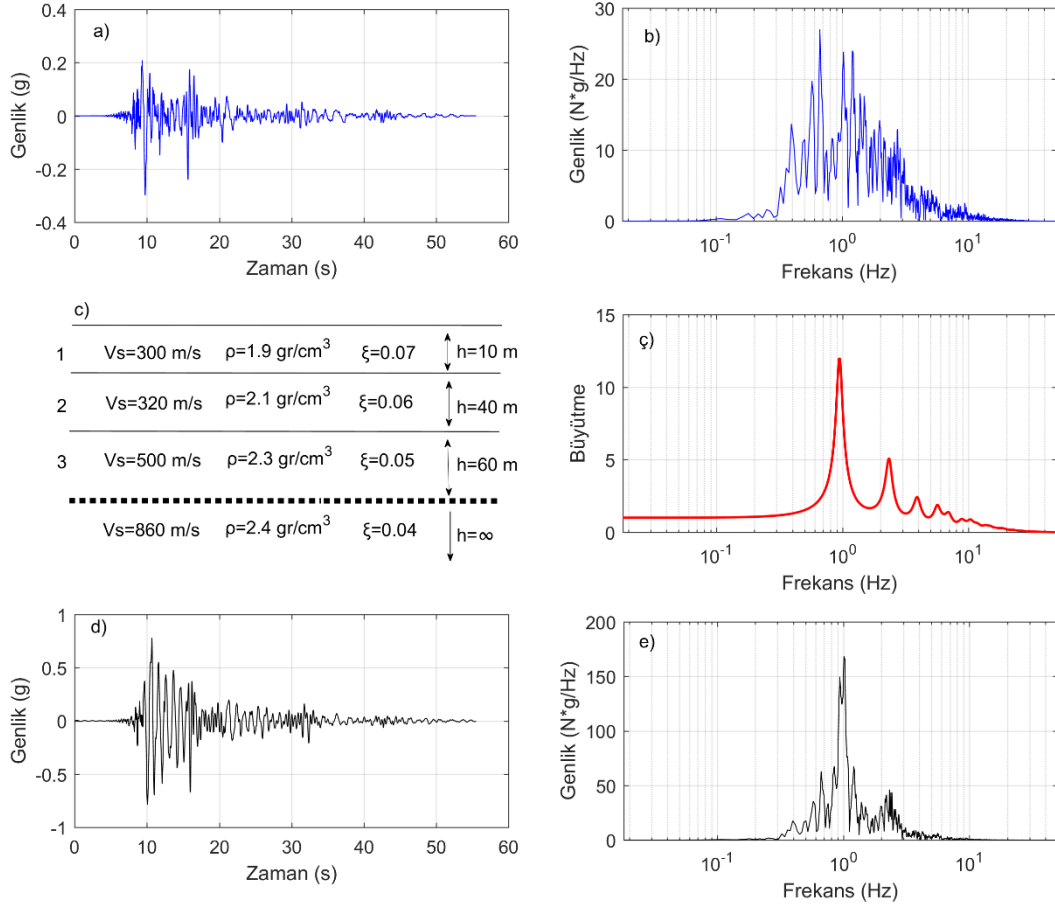 a)
Genlik (g)
0.4
0.2
0
-0.2
-0.4
0 10 20 30 40 50 60
Zaman (s)
b)
Genlik (N*g/Hz)
30
20
10
0
10^-1 10^0 10^1
Frekans (Hz)
c)
1 Vs=300 m/s ρ=1.9 gr/cm^3 ξ=0.07 h=10 m
2 Vs=320 m/s ρ=2.1 gr/cm^3 ξ=0.06 h=40 m
3 Vs=500 m/s ρ=2.3 gr/cm^3 ξ=0.05 h=60 m
Vs=860 m/s ρ=2.4 gr/cm^3 ξ=0.04 h=∞
ç)
Büyütme
15
10
5
0
10^-1 10^0 10^1
Frekans (Hz)
d)
Genlik (g)
1
0.5
0
-0.5
-1
0 10 20 30 40 50 60
Zaman (s)
e)
Genlik (N*g/Hz)
200
150
100
50
0
10^-1 10^0 10^1
Frekans (Hz)